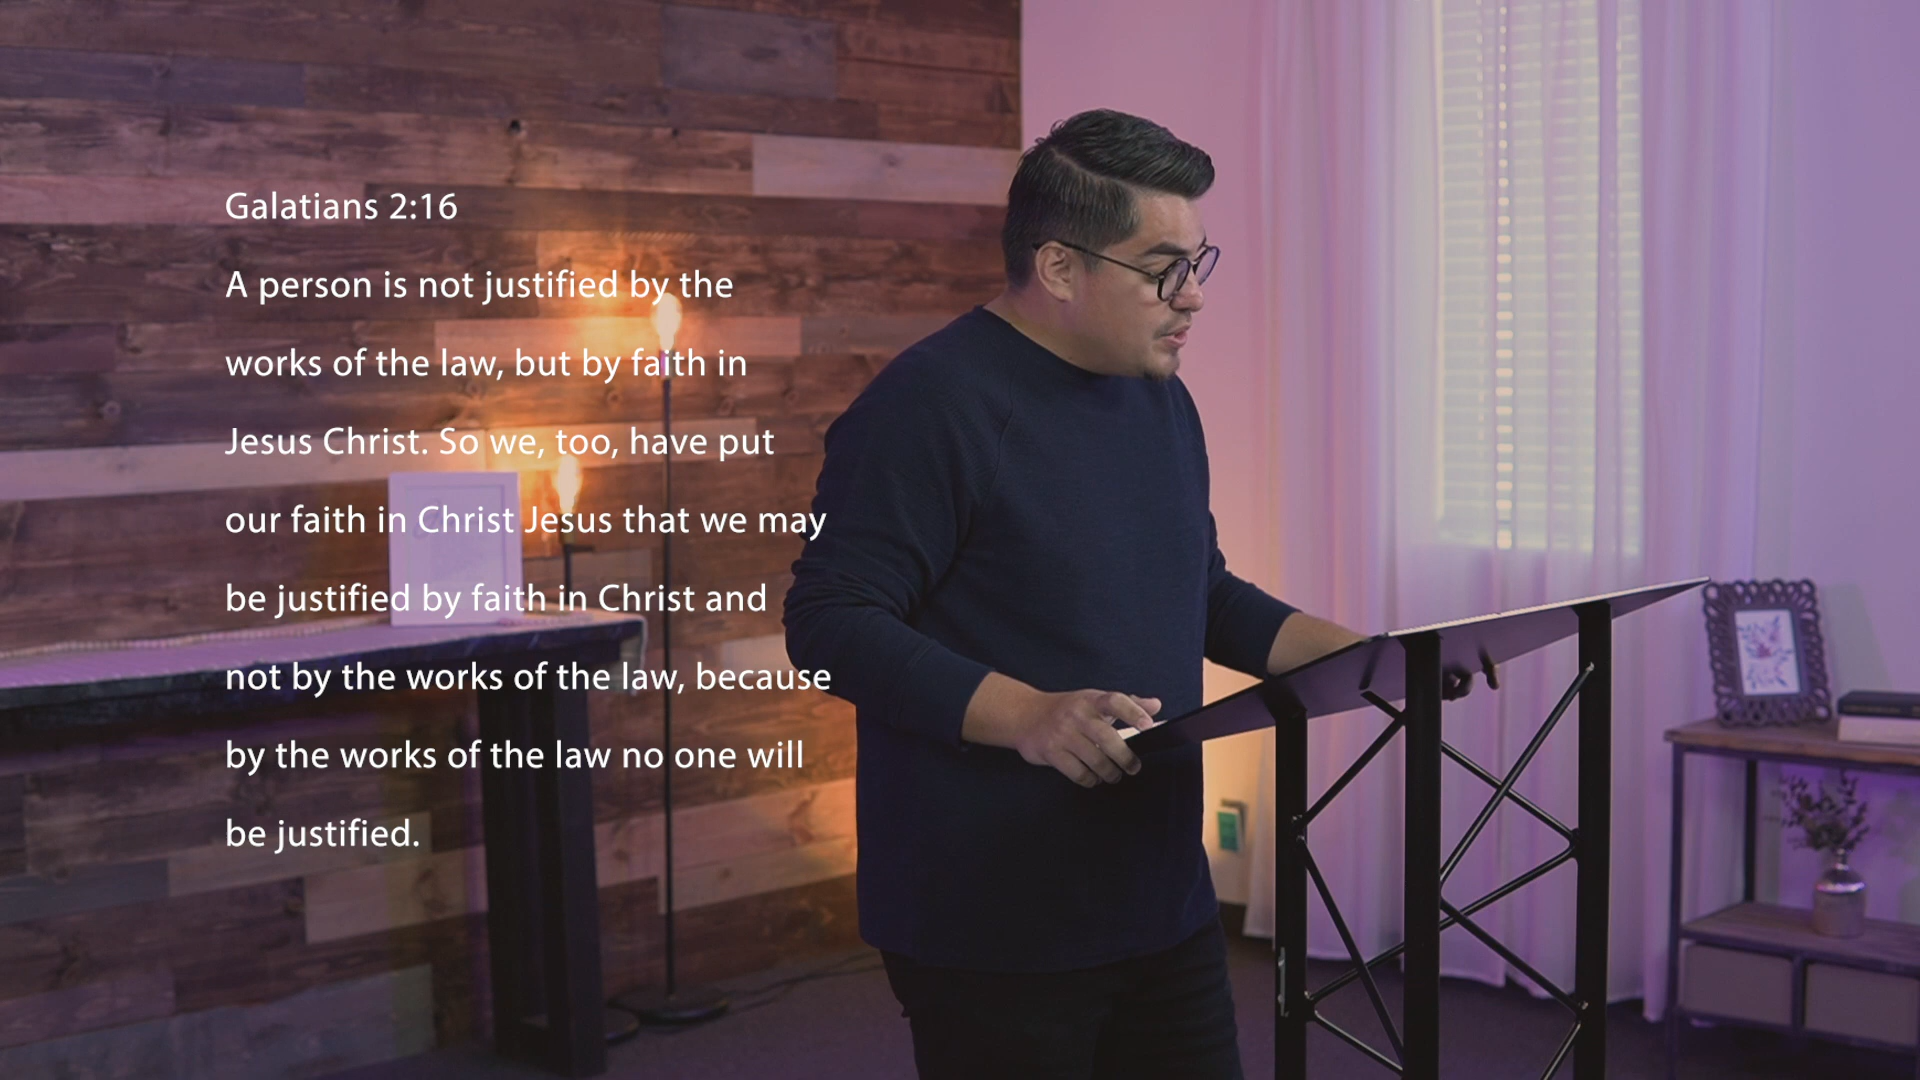 Galatians 2:16
A person is not justified by the
works of the law, but by faith in
Jesus Christ. So we, too, have put
our faith in Christ Jesus that we may
be justified by faith in Christ and
not by the works of the law, because
by the works of the law no one will
be justified.